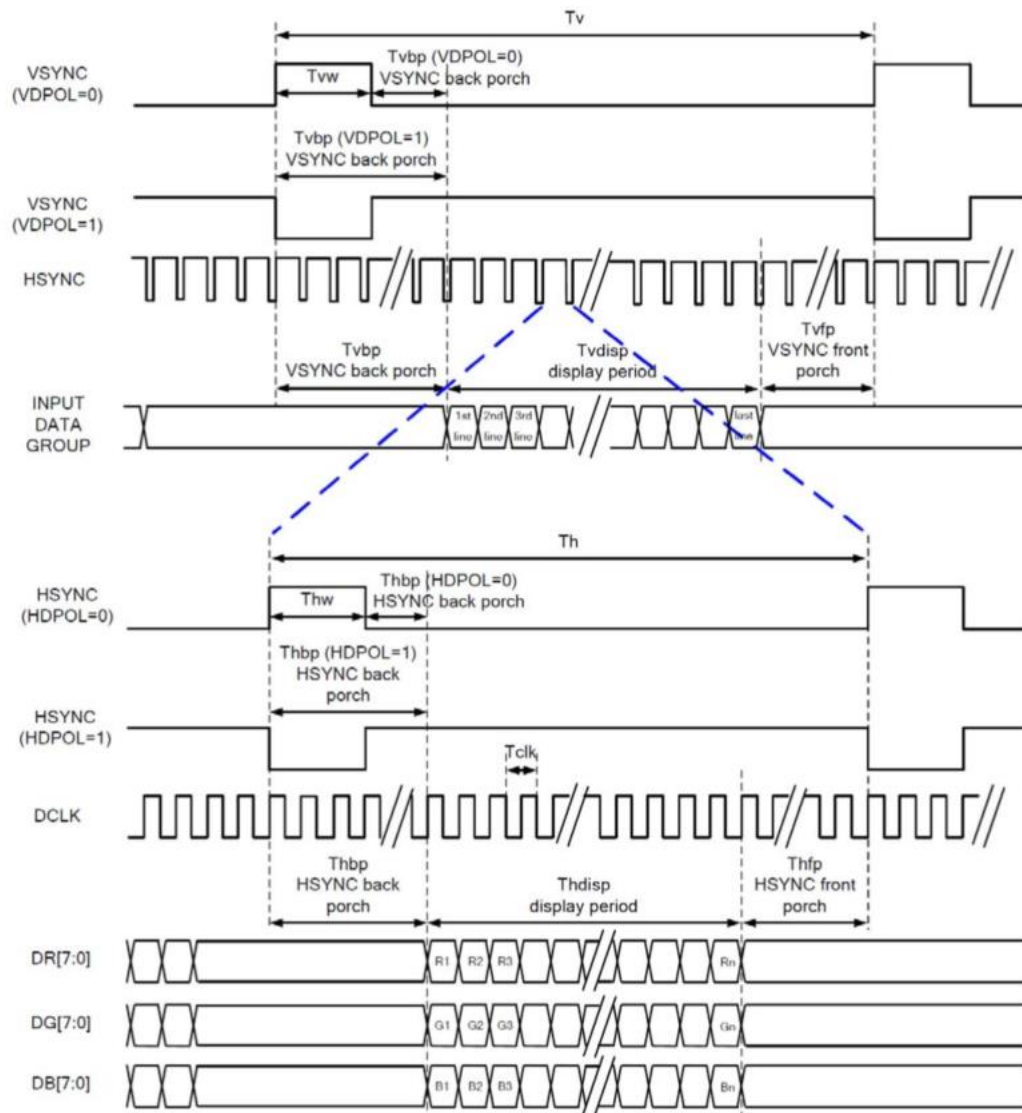 Tv
Tvbp (VDPOL=0)
VSYNC back porch
VSYNC
(VDPOL=0)
Tvw
Tvbp (VDPOL=1)
VSYNC back porch
VSYNC
(VDPOL=1)
HSYNC
Tvbp
VSYNC back porch
Tvdisp
display period
Tvfp
VSYNC front
porch
INPUT
DATA
GROUP
1st
line
2nd
line
3rd
line
last
line
Th
HSYNC
(HDPOL=0)
Thw
Thbp (HDPOL=0)
HSYNC back porch
Thbp (HDPOL=1)
HSYNC back
porch
HSYNC
(HDPOL=1)
Tclk
DCLK
Thbp
HSYNC back
porch
Thdisp
display period
Thfp
HSYNC front
porch
DR[7:0]
R1 R2 R3 Rn
DG[7:0]
G1 G2 G3 Gn
DB[7:0]
B1 B2 B3 Bn